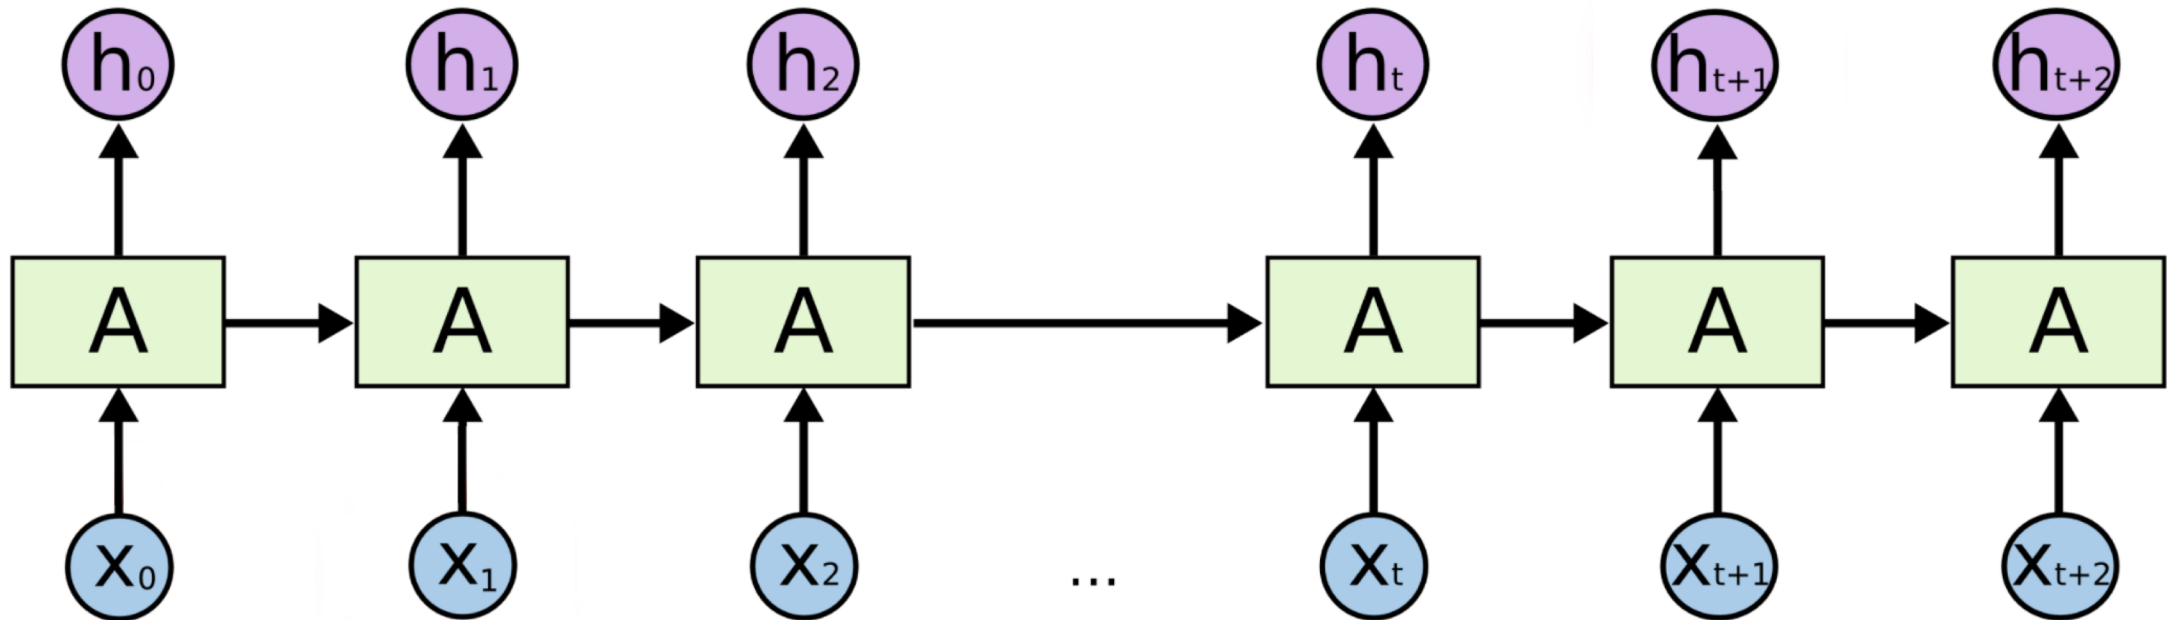 h0 h1 h2 ht ht+1 ht+2
A A A A A A
x0 x1 x2 ... xt xt+1 xt+2